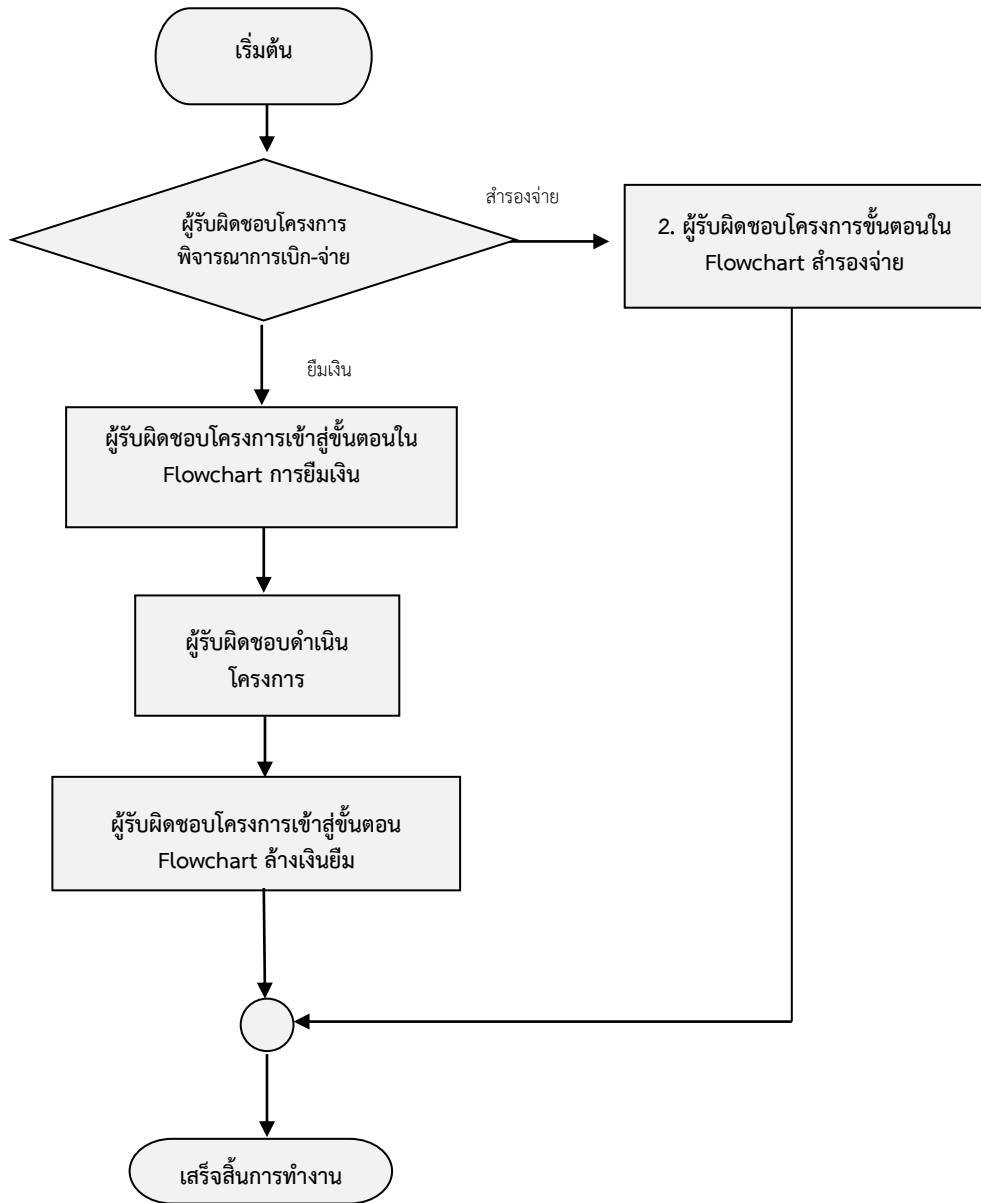 เริ่มต้น
ผู้รับผิดชอบโครงการ
พิจารณาการเบิก-จ่าย
สำรองจ่าย
2. ผู้รับผิดชอบโครงการขั้นตอนใน
Flowchart สำรองจ่าย
ยืมเงิน
ผู้รับผิดชอบโครงการเข้าสู่ขั้นตอนใน
Flowchart การยืมเงิน
ผู้รับผิดชอบดำเนิน
โครงการ
ผู้รับผิดชอบโครงการเข้าสู่ขั้นตอน
Flowchart ล้างเงินยืม
เสร็จสิ้นการทำงาน